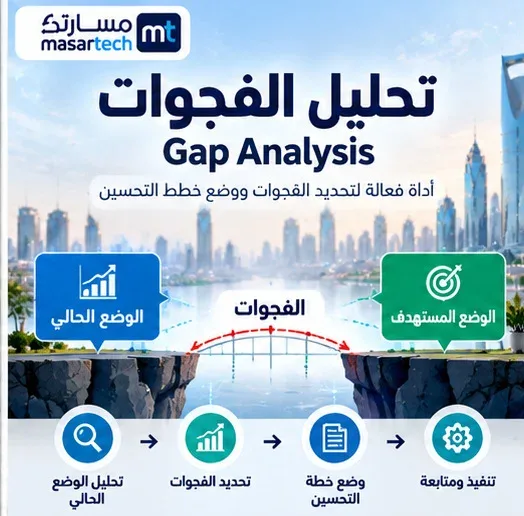 مسارتك
masartech
mt
تحليل الفجوات
Gap Analysis
أداة فعالة لتحديد الفجوات ووضع خطط التحسين
الوضع الحالي
الفجوات
الوضع المستهدف
تحليل الوضع
الحالي
تحديد الفجوات
وضع خطة
التحسين
تنفيذ ومتابعة